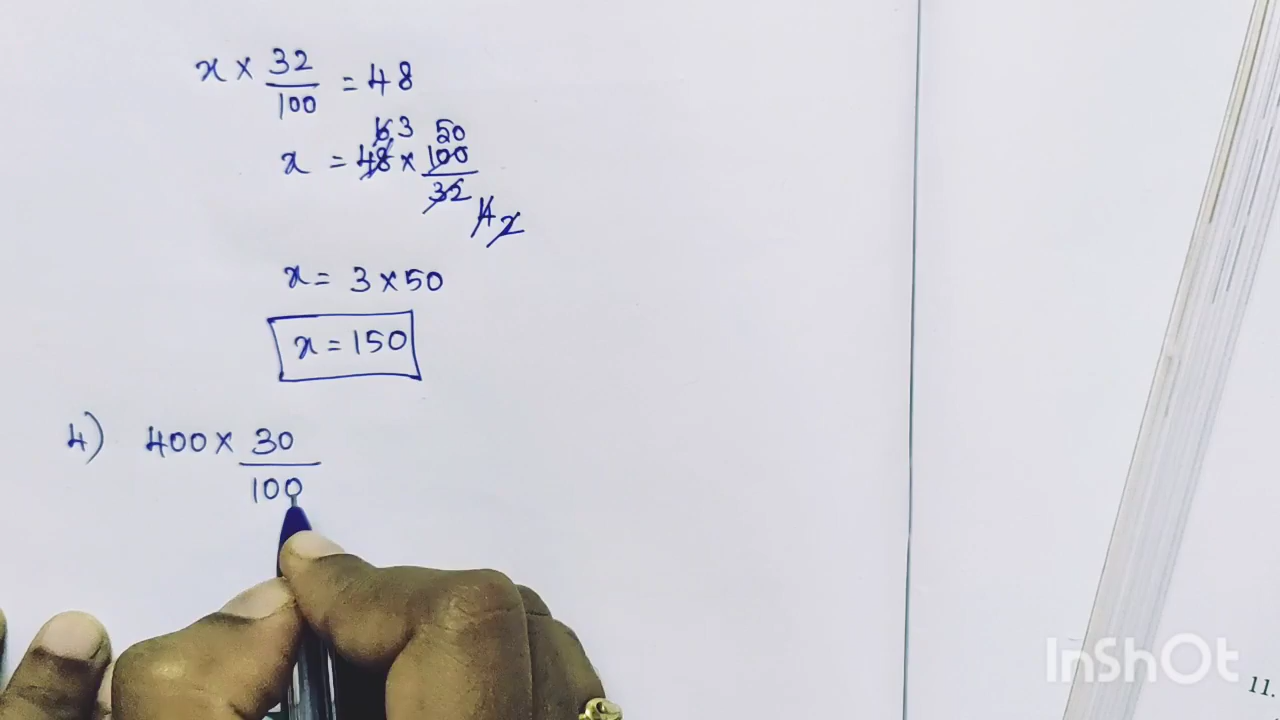 x × 32/100 = 48
6 3 50
x = 48 × 100/32
4 2
x = 3 × 50
x = 150
4) 400 × 30/100
InShOt
11.